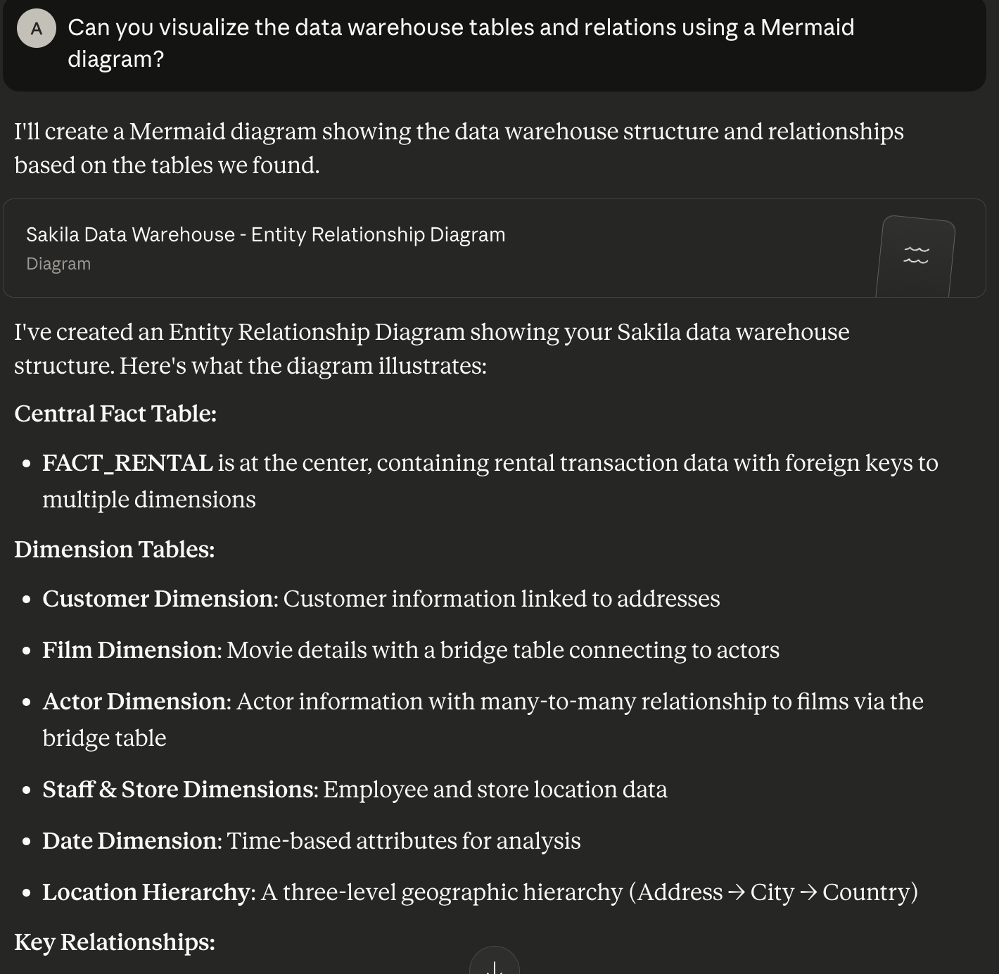 A
Can you visualize the data warehouse tables and relations using a Mermaid
diagram?
I'll create a Mermaid diagram showing the data warehouse structure and relationships
based on the tables we found.
Sakila Data Warehouse - Entity Relationship Diagram
Diagram
I've created an Entity Relationship Diagram showing your Sakila data warehouse
structure. Here's what the diagram illustrates:
Central Fact Table:
• FACT_RENTAL is at the center, containing rental transaction data with foreign keys to
multiple dimensions
Dimension Tables:
• Customer Dimension: Customer information linked to addresses
• Film Dimension: Movie details with a bridge table connecting to actors
• Actor Dimension: Actor information with many-to-many relationship to films via the
bridge table
• Staff & Store Dimensions: Employee and store location data
• Date Dimension: Time-based attributes for analysis
• Location Hierarchy: A three-level geographic hierarchy (Address → City → Country)
Key Relationships: